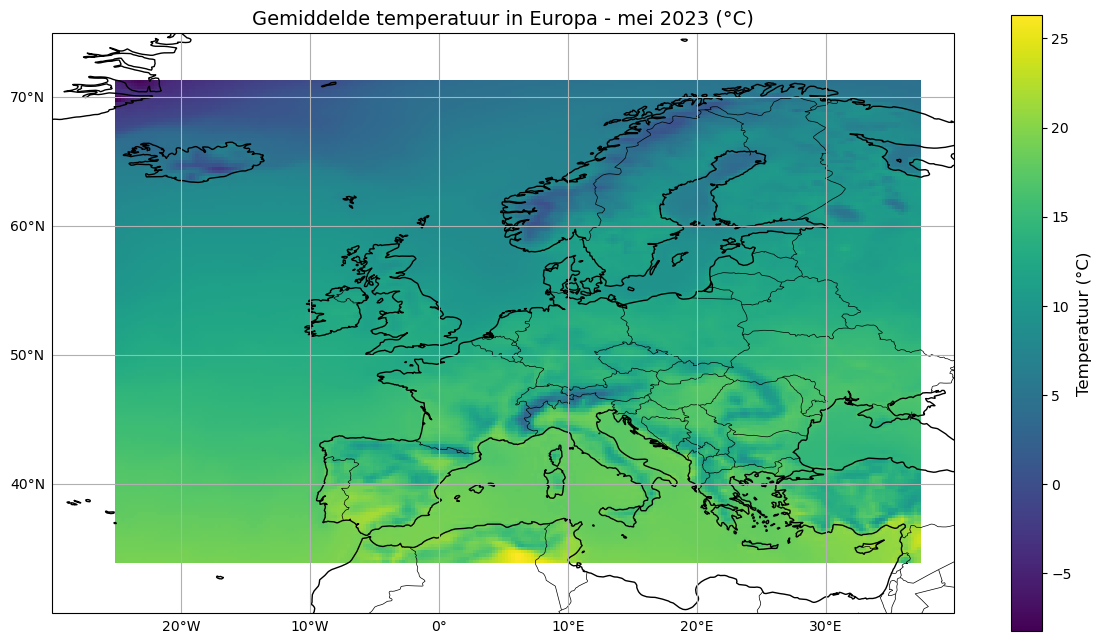 Gemiddelde temperatuur in Europa - mei 2023 (°C)
70°N
60°N
50°N
40°N
20°W
10°W
0°
10°E
20°E
30°E
25
20
15
10
5
0
−5
Temperatuur (°C)